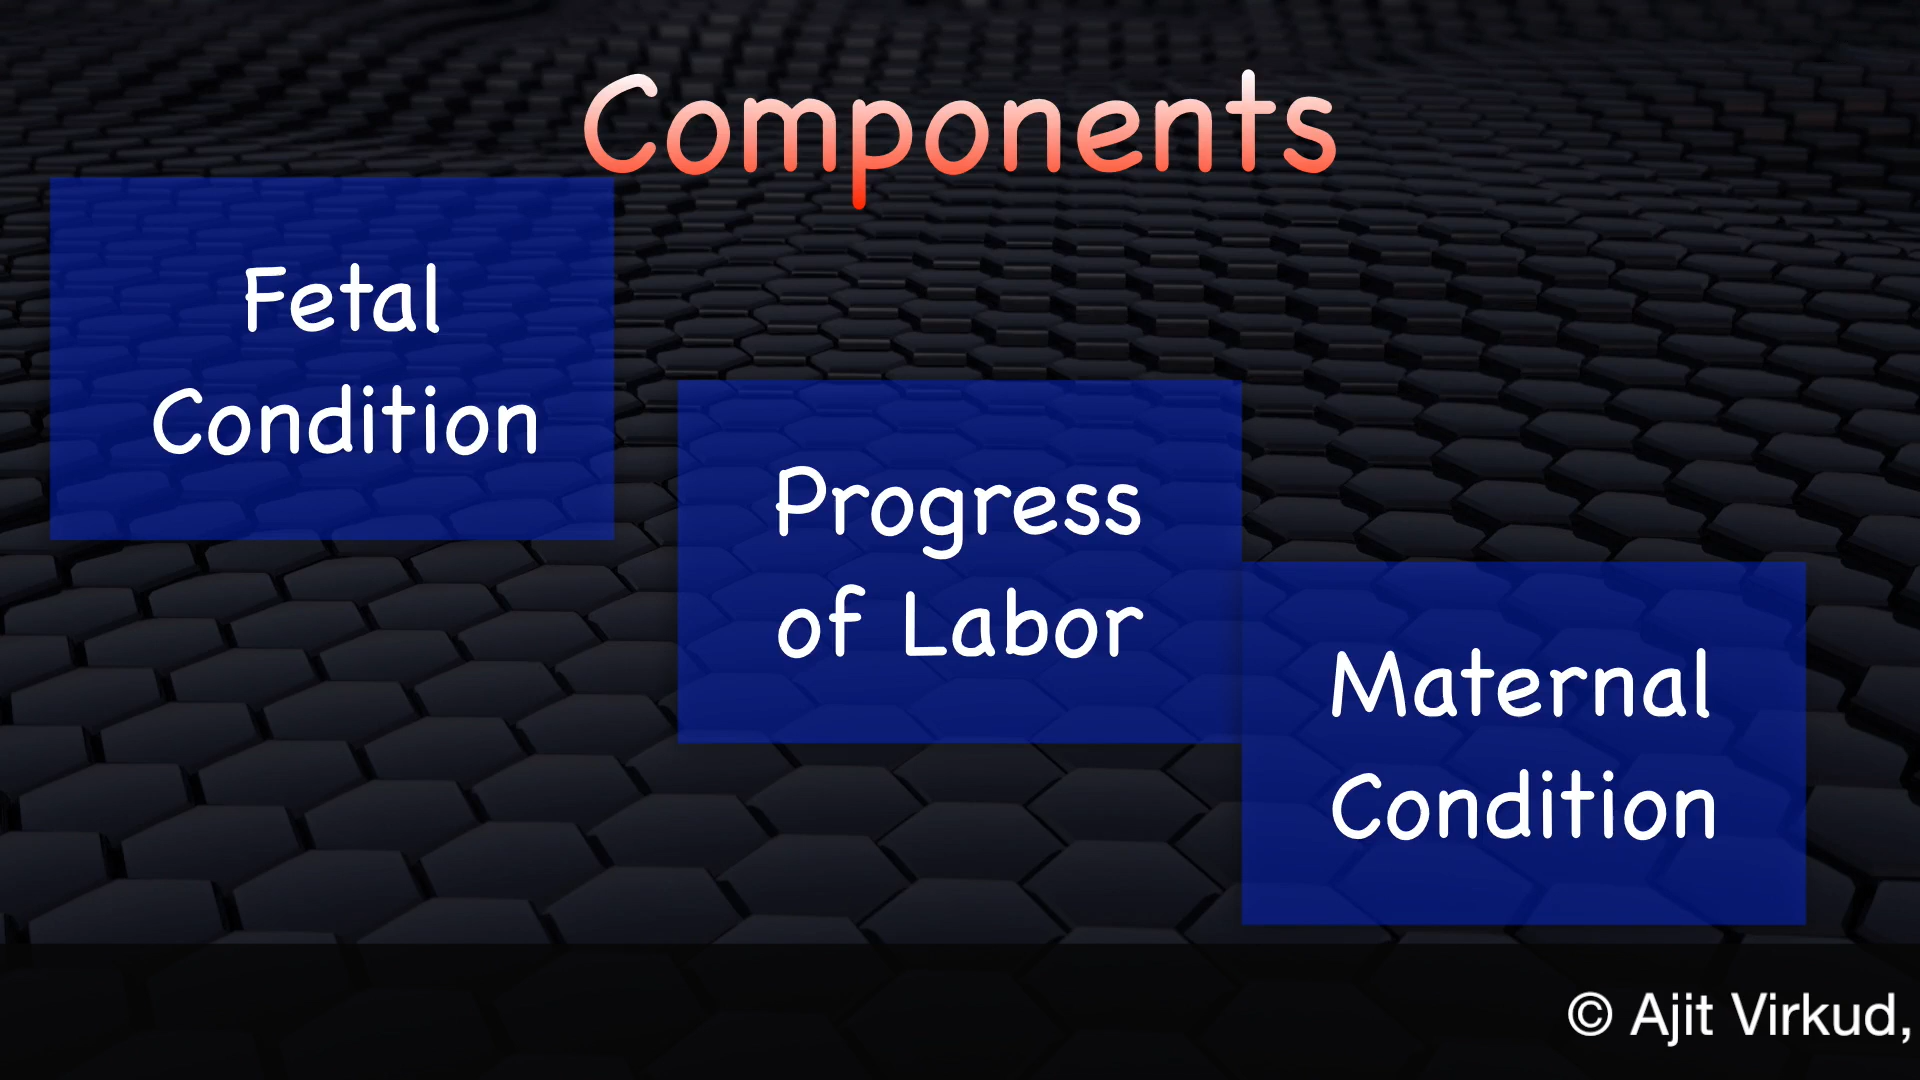 Components
Fetal
Condition
Progress
of Labor
Maternal
Condition
© Ajit Virkud,